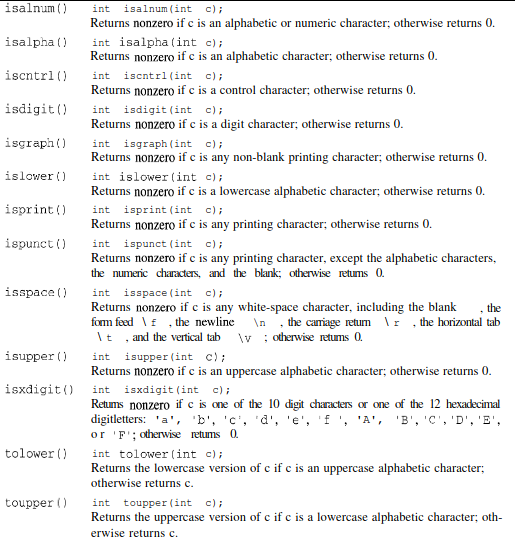 isalnum() int isalnum(int c);
Returns nonzero if c is an alphabetic or numeric character; otherwise returns 0.
isalpha() int isalpha(int c);
Returns nonzero if c is an alphabetic character; otherwise returns 0.
iscntrl() int iscntrl(int c);
Returns nonzero if c is a control character; otherwise returns 0.
isdigit() int isdigit(int c);
Returns nonzero if c is a digit character; otherwise returns 0.
isgraph() int isgraph(int c);
Returns nonzero if c is any non-blank printing character; otherwise returns 0.
islower() int islower(int c);
Returns nonzero if c is a lowercase alphabetic character; otherwise returns 0.
isprint() int isprint(int c);
Returns nonzero if c is any printing character; otherwise returns 0.
ispunct() int ispunct(int c);
Returns nonzero if c is any printing character, except the alphabetic characters,
the numeric characters, and the blank; otherwise returns 0.
isspace() int isspace(int c);
Returns nonzero if c is any white-space character, including the blank , the
form feed \f , the newline \n , the carriage return \r , the horizontal tab
\t , and the vertical tab \v ; otherwise returns 0.
isupper() int isupper(int C);
Returns nonzero if c is an uppercase alphabetic character; otherwise returns 0.
isxdigit() int isxdigit(int c);
Returns nonzero if c is one of the 10 digit characters or one of the 12 hexadecimal
digitletters: 'a', 'b', 'c', 'd', 'e', 'f ', 'A', 'B','C','D','E',
or 'F'; otherwise returns 0.
tolower() int tolower(int c);
Returns the lowercase version of c if c is an uppercase alphabetic character;
otherwise returns c.
toupper() int toupper(int c);
Returns the uppercase version of c if c is a lowercase alphabetic character; oth-
erwise returns c.